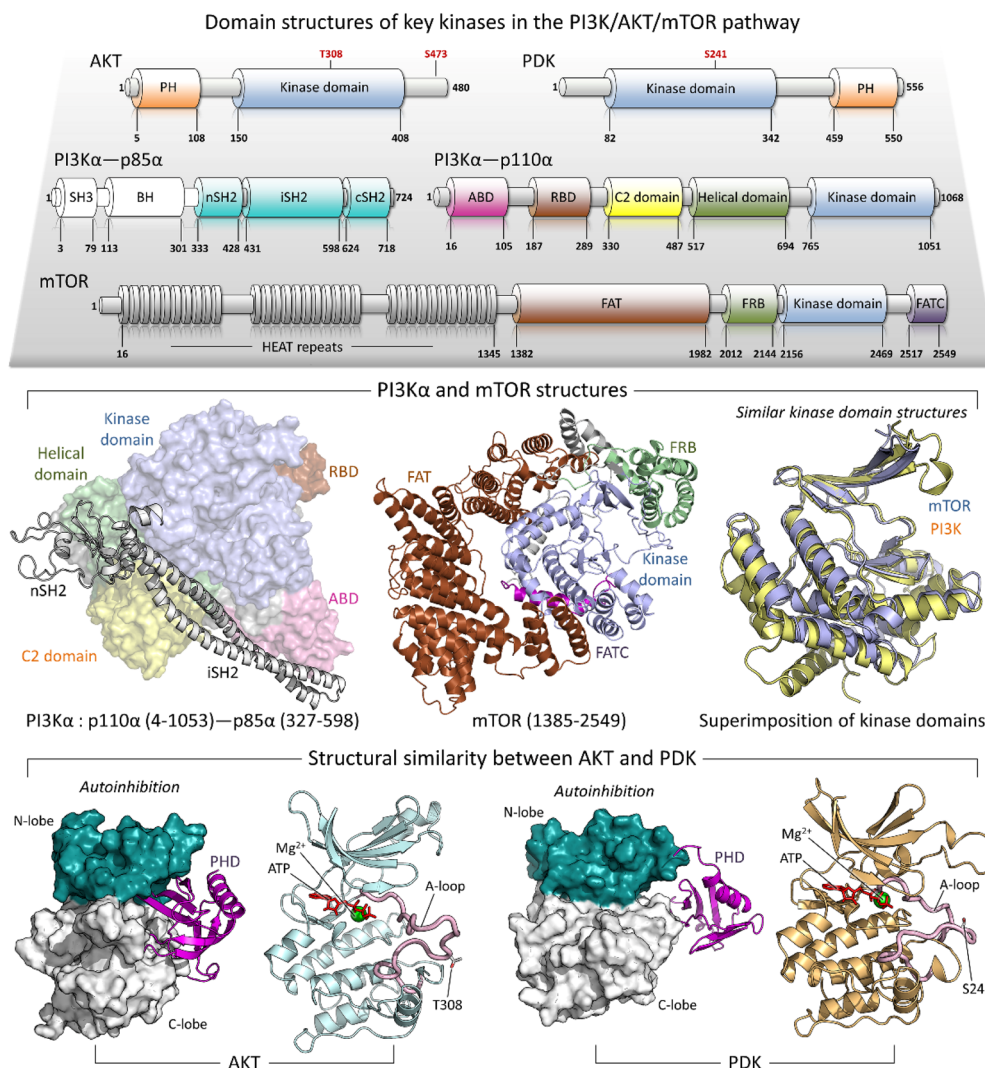 Domain structures of key kinases in the PI3K/AKT/mTOR pathway
AKT
T308
S473
1
PH
Kinase domain
480
5
108
150
408
PDK
S241
1
Kinase domain
PH
556
82
342
459
550
PI3Kα—p85α
1
SH3
BH
nSH2
iSH2
cSH2
724
3
79
113
301
333
428
431
598
624
718
PI3Kα—p110α
1
ABD
RBD
C2 domain
Helical domain
Kinase domain
1068
16
105
187
289
330
487
517
694
765
1051
mTOR
1
FAT
FRB
Kinase domain
FATC
16
HEAT repeats
1345
1382
1982
2012
2144
2156
2469
2517
2549
PI3Kα and mTOR structures
Kinase
domain
Helical
domain
RBD
nSH2
ABD
C2 domain
iSH2
PI3Kα : p110α (4-1053)—p85α (327-598)
FAT
FRB
Kinase
domain
FATC
mTOR (1385-2549)
Similar kinase domain structures
mTOR
PI3K
Superimposition of kinase domains
Structural similarity between AKT and PDK
Autoinhibition
N-lobe
PHD
C-lobe
Mg2+
ATP
A-loop
T308
AKT
Autoinhibition
N-lobe
PHD
C-lobe
Mg2+
ATP
A-loop
S24
PDK